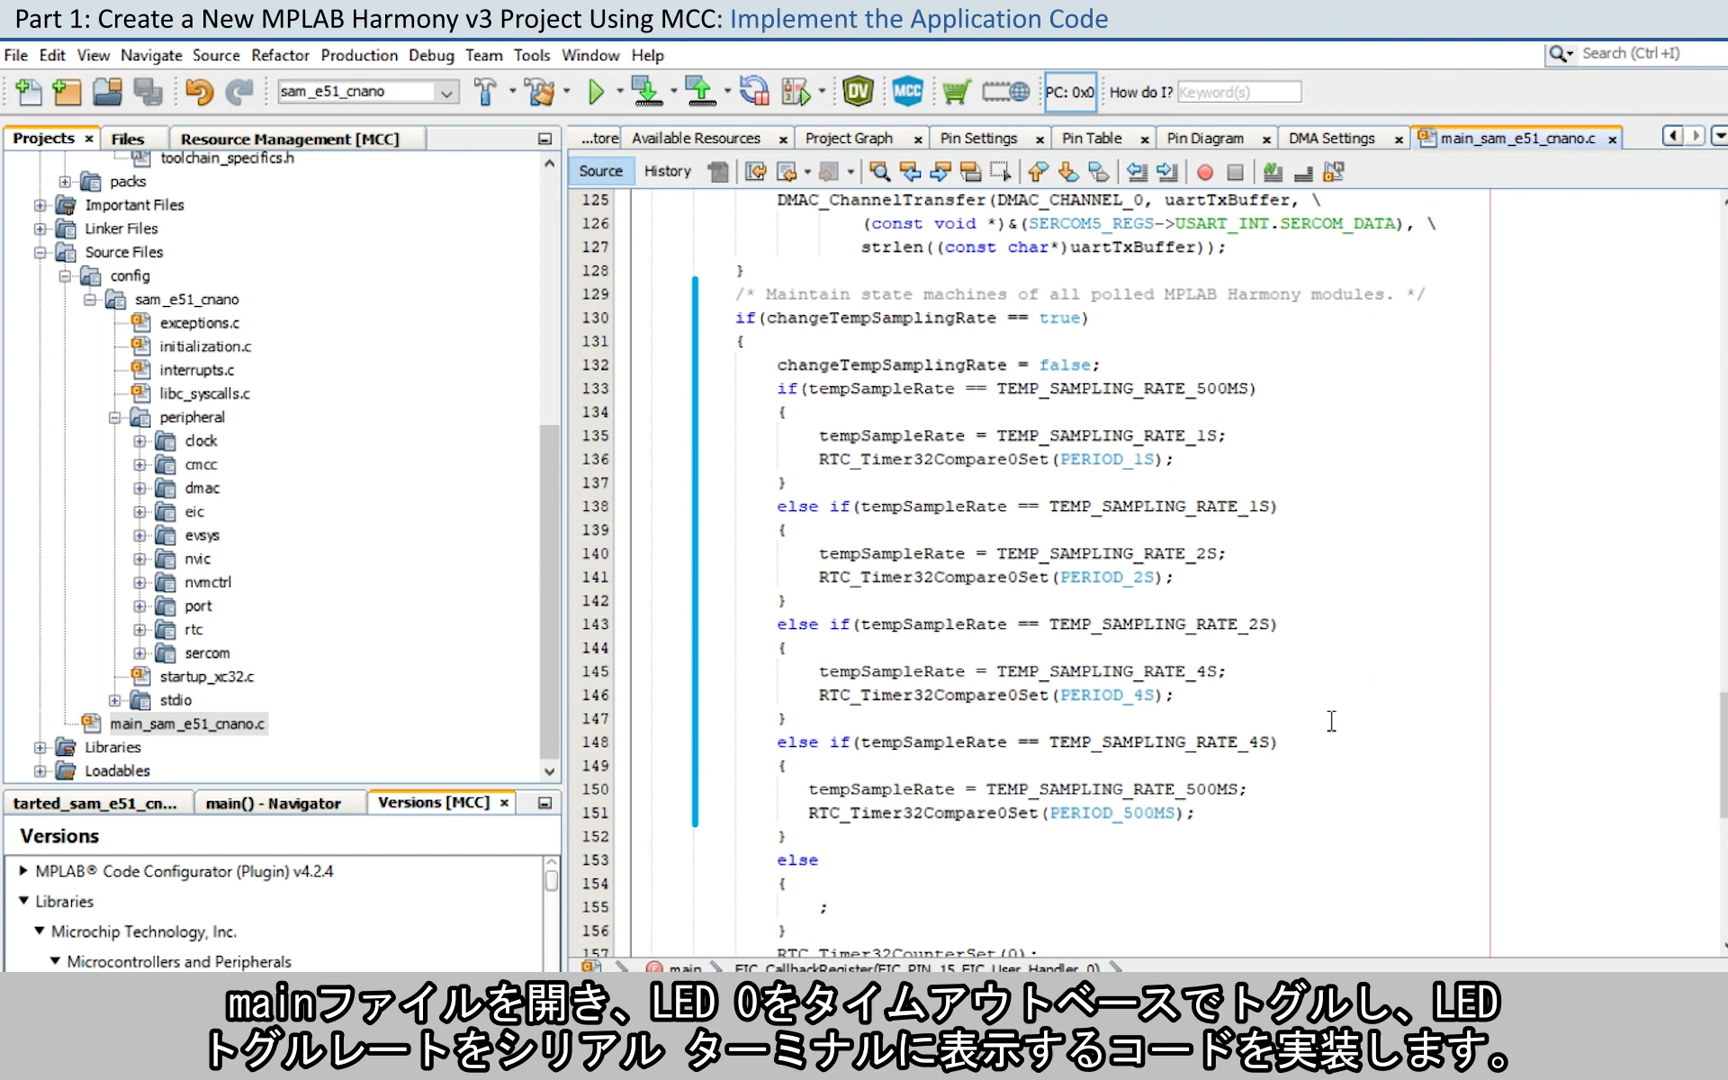 Part 1: Create a New MPLAB Harmony v3 Project Using MCC: Implement the Application Code
File Edit View Navigate Source Refactor Production Debug Team Tools Window Help
Search (Ctrl+I)
sam_e51_cnano
DV
MCC
PC: 0x0
How do I?
Keyword(s)
Projects
Files
Resource Management [MCC]
...tore
Available Resources
Project Graph
Pin Settings
Pin Table
Pin Diagram
DMA Settings
main_sam_e51_cnano.c
Source
History
toolchain_specifics.h
packs
Important Files
Linker Files
Source Files
config
sam_e51_cnano
exceptions.c
initialization.c
interrupts.c
libc_syscalls.c
peripheral
clock
cmcc
dmac
eic
evsys
nvic
nvmctrl
port
rtc
sercom
startup_xc32.c
stdio
main_sam_e51_cnano.c
Libraries
Loadables
tarted_sam_e51_cn...
main() - Navigator
Versions [MCC]
Versions
MPLAB® Code Configurator (Plugin) v4.2.4
Libraries
Microchip Technology, Inc.
Microcontrollers and Peripherals
125 DMAC_ChannelTransfer(DMAC_CHANNEL_0, uartTxBuffer, \
126 (const void *)&(SERCOM5_REGS->USART_INT.SERCOM_DATA), \
127 strlen((const char*)uartTxBuffer));
128 }
129 /* Maintain state machines of all polled MPLAB Harmony modules. */
130 if(changeTempSamplingRate == true)
131 {
132 changeTempSamplingRate = false;
133 if(tempSampleRate == TEMP_SAMPLING_RATE_500MS)
134 {
135 tempSampleRate = TEMP_SAMPLING_RATE_1S;
136 RTC_Timer32Compare0Set(PERIOD_1S);
137 }
138 else if(tempSampleRate == TEMP_SAMPLING_RATE_1S)
139 {
140 tempSampleRate = TEMP_SAMPLING_RATE_2S;
141 RTC_Timer32Compare0Set(PERIOD_2S);
142 }
143 else if(tempSampleRate == TEMP_SAMPLING_RATE_2S)
144 {
145 tempSampleRate = TEMP_SAMPLING_RATE_4S;
146 RTC_Timer32Compare0Set(PERIOD_4S);
147 }
148 else if(tempSampleRate == TEMP_SAMPLING_RATE_4S)
149 {
150 tempSampleRate = TEMP_SAMPLING_RATE_500MS;
151 RTC_Timer32Compare0Set(PERIOD_500MS);
152 }
153 else
154 {
155 ;
156 }
157 RTC_Timer32CounterSet(0);
main
EIC_CallbackRegister(EIC_PIN_15,EIC_User_Handler, 0)
mainファイルを開き、LED 0をタイムアウトベースでトグルし、LED
トグルレートをシリアル ターミナルに表示するコードを実装します。